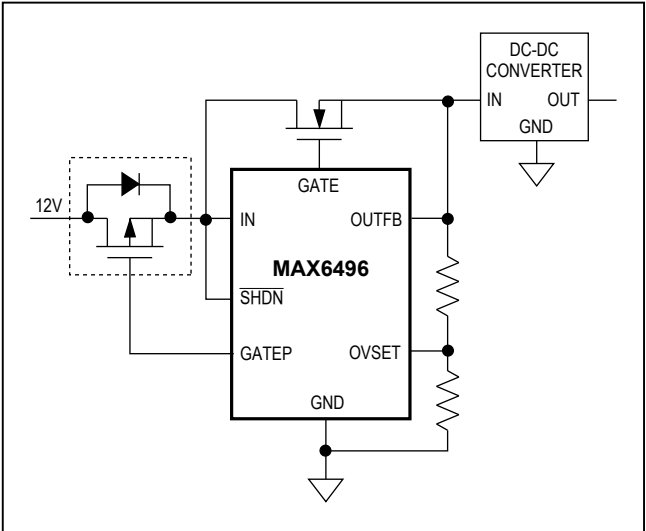 DC-DC
CONVERTER
IN OUT
GND
GATE
12V
IN OUTFB
MAX6496
SHDN
GATEP OVSET
GND